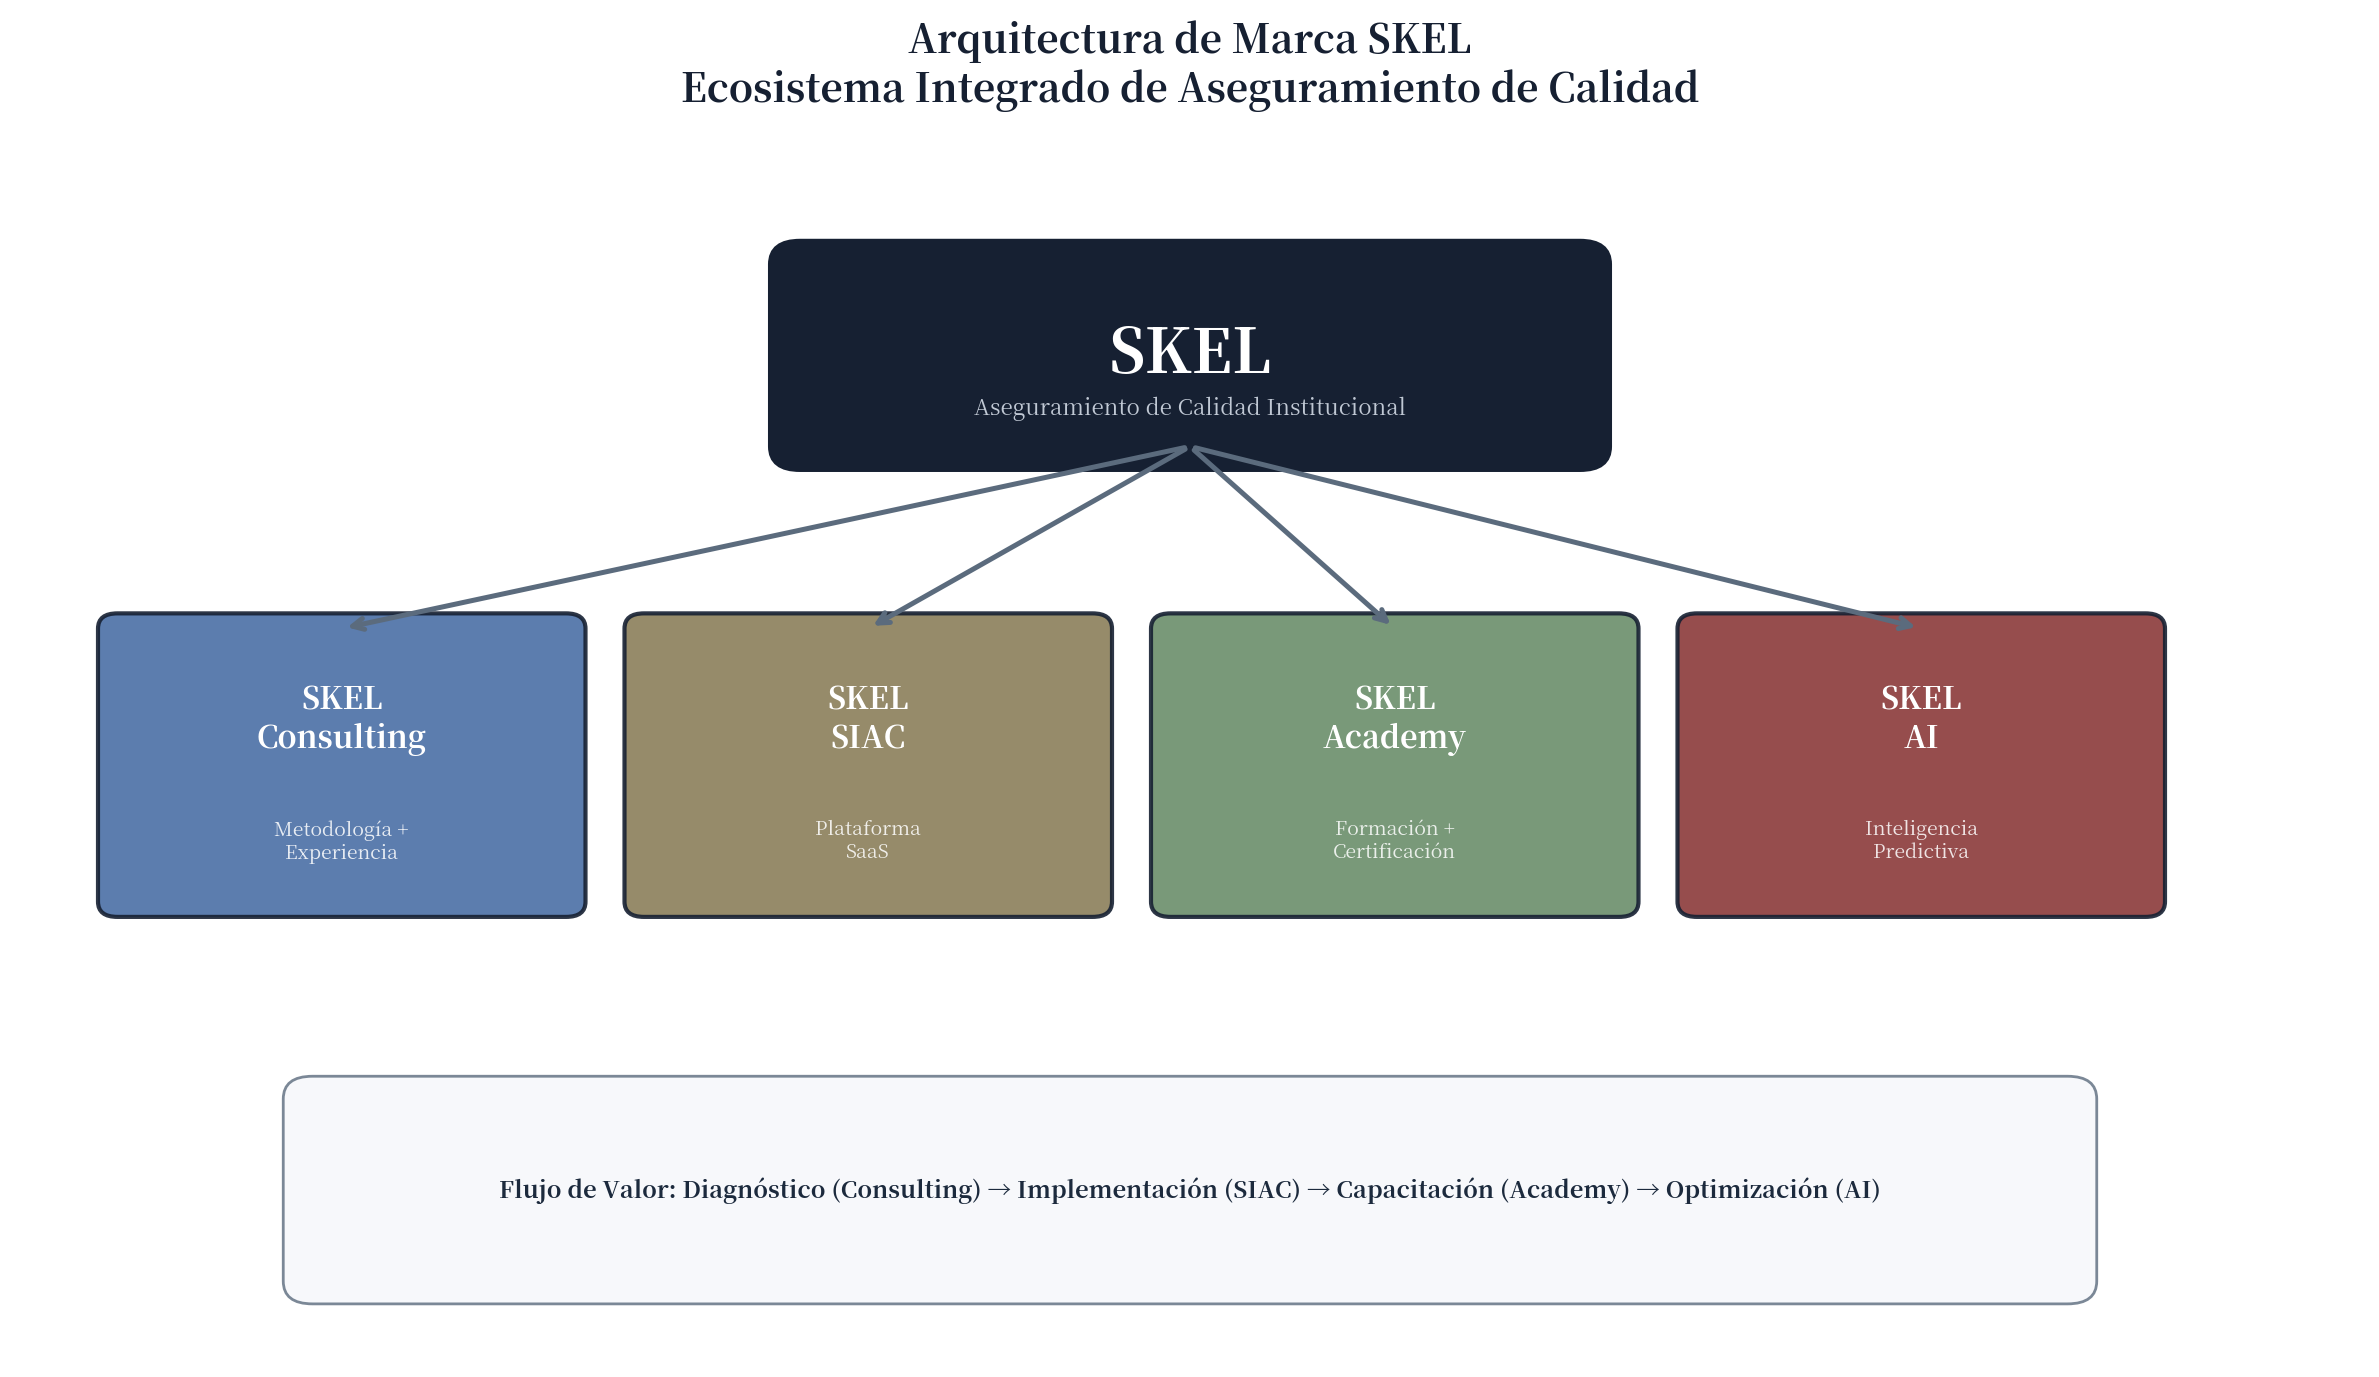 Arquitectura de Marca SKEL
Ecosistema Integrado de Aseguramiento de Calidad
SKEL
Aseguramiento de Calidad Institucional
SKEL
Consulting
Metodología +
Experiencia
SKEL
SIAC
Plataforma
SaaS
SKEL
Academy
Formación +
Certificación
SKEL
AI
Inteligencia
Predictiva
Flujo de Valor: Diagnóstico (Consulting) → Implementación (SIAC) → Capacitación (Academy) → Optimización (AI)